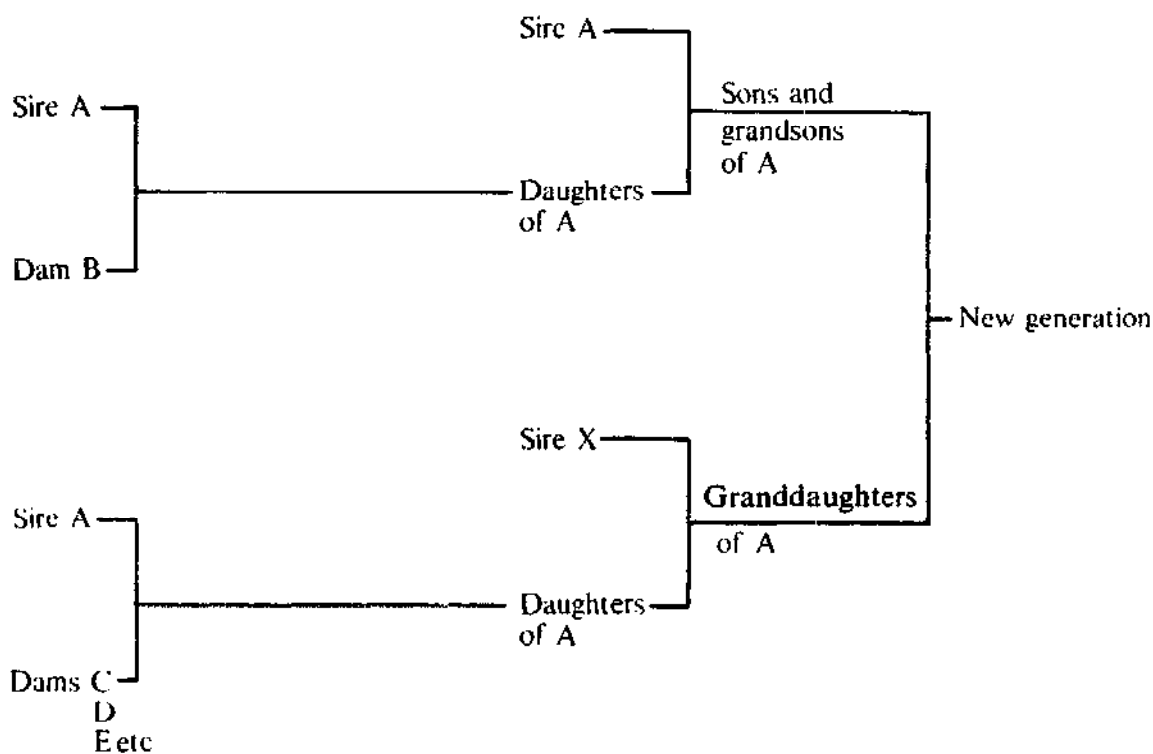 Sire A
Sire A
Sons and
grandsons
of A
Daughters
of A
Dam B
New generation
Sire X
Granddaughters
of A
Sire A
Daughters
of A
Dams C
D
E etc